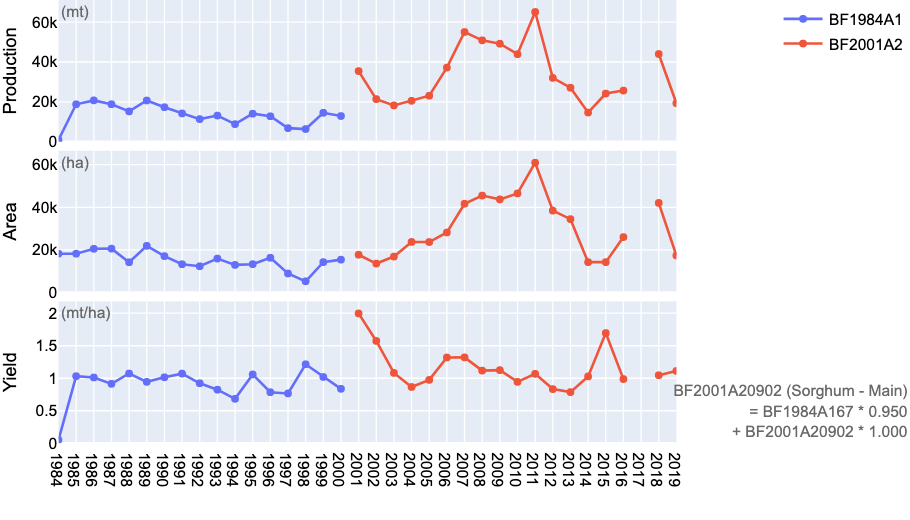 Production
(mt)
60k
40k
20k
0
BF1984A1
BF2001A2
Area
(ha)
60k
40k
20k
0
Yield
(mt/ha)
2
1.5
1
0.5
0
BF2001A20902 (Sorghum - Main)
= BF1984A167 * 0.950
+ BF2001A20902 * 1.000
1984
1985
1986
1987
1988
1989
1990
1991
1992
1993
1994
1995
1996
1997
1998
1999
2000
2001
2002
2003
2004
2005
2006
2007
2008
2009
2010
2011
2012
2013
2014
2015
2016
2017
2018
2019